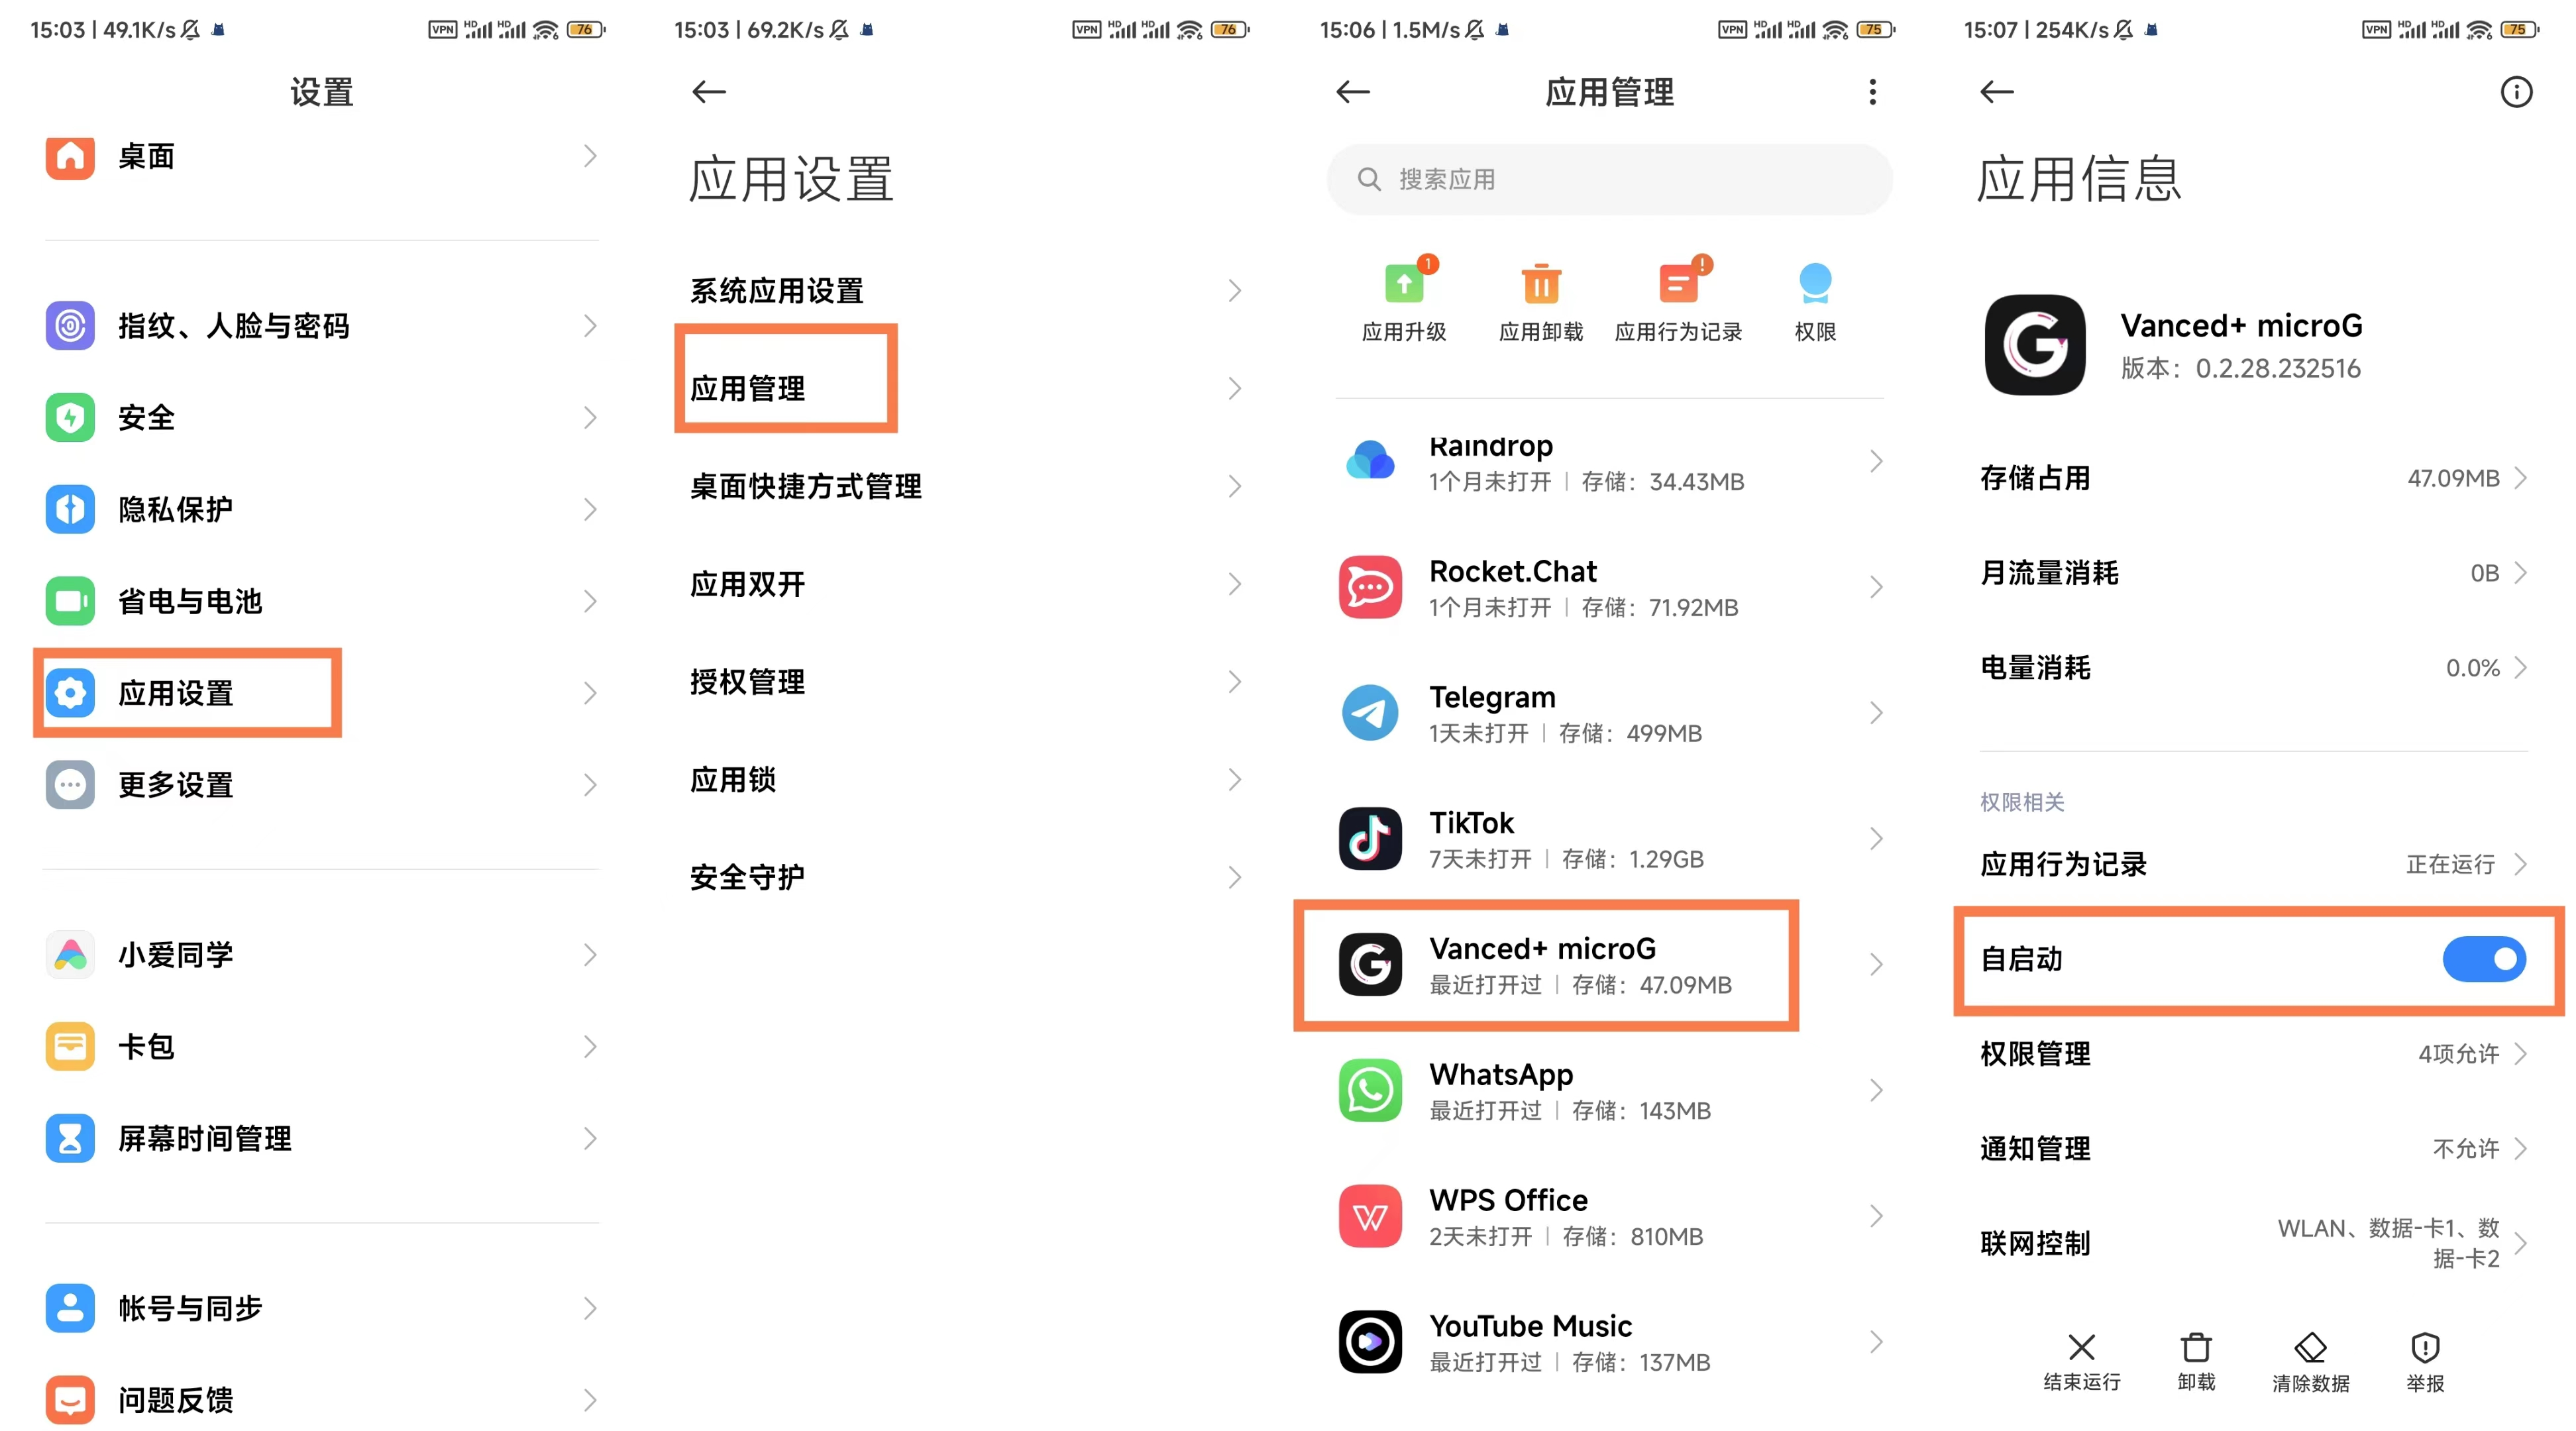 15:03 | 49.1K/s
VPN HD HD 6 76
设置
桌面
指纹、人脸与密码
安全
隐私保护
省电与电池
应用设置
更多设置
小爱同学
卡包
屏幕时间管理
帐号与同步
问题反馈
15:03 | 69.2K/s
VPN HD HD 6 76
应用设置
系统应用设置
应用管理
桌面快捷方式管理
应用双开
授权管理
应用锁
安全守护
15:06 | 1.5M/s
VPN HD HD 6 75
应用管理
搜索应用
1
应用升级 应用卸载 应用行为记录 权限
Raindrop
1个月未打开 | 存储：34.43MB
Rocket.Chat
1个月未打开 | 存储：71.92MB
Telegram
1天未打开 | 存储：499MB
TikTok
7天未打开 | 存储：1.29GB
Vanced+ microG
最近打开过 | 存储：47.09MB
WhatsApp
最近打开过 | 存储：143MB
WPS Office
2天未打开 | 存储：810MB
YouTube Music
最近打开过 | 存储：137MB
15:07 | 254K/s
VPN HD HD 6 75
应用信息
Vanced+ microG
版本：0.2.28.232516
存储占用 47.09MB
月流量消耗 0B
电量消耗 0.0%
权限相关
应用行为记录 正在运行
自启动
权限管理 4项允许
通知管理 不允许
联网控制 WLAN、数据-卡1、数
据-卡2
结束运行 卸载 清除数据 举报